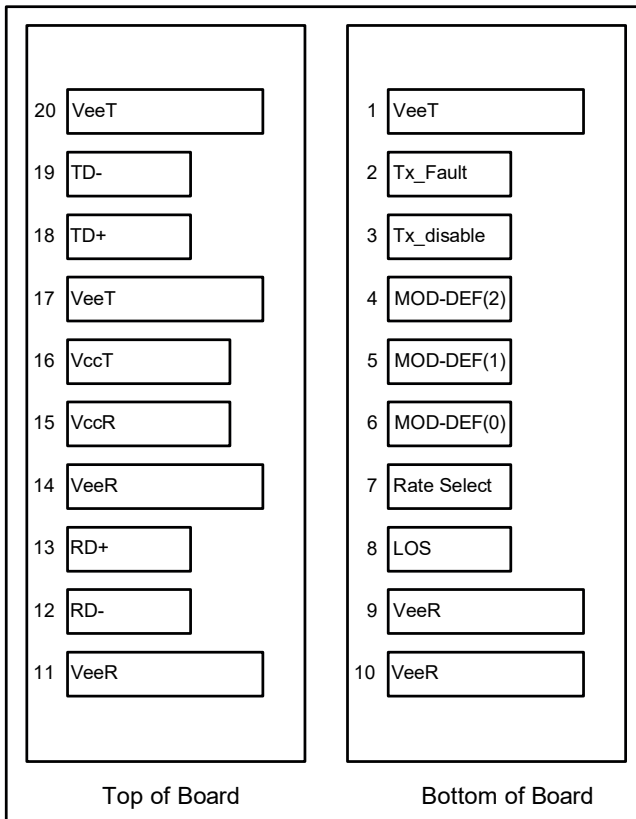 20 VeeT
19 TD-
18 TD+
17 VeeT
16 VccT
15 VccR
14 VeeR
13 RD+
12 RD-
11 VeeR
Top of Board
1 VeeT
2 Tx_Fault
3 Tx_disable
4 MOD-DEF(2)
5 MOD-DEF(1)
6 MOD-DEF(0)
7 Rate Select
8 LOS
9 VeeR
10 VeeR
Bottom of Board